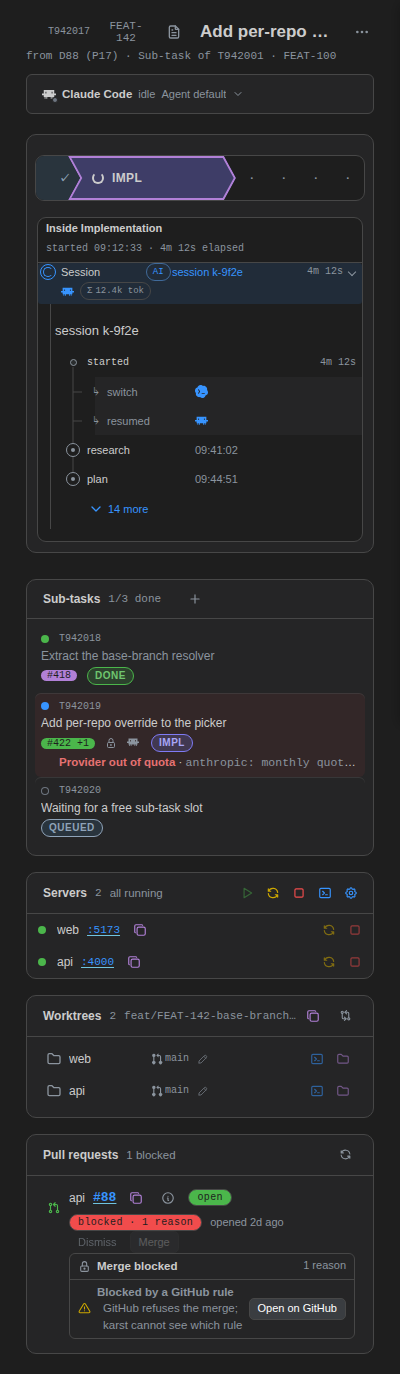 T942017 FEAT-142 Add per-repo …
from D88 (P17) · Sub-task of T942001 · FEAT-100
Claude Code idle Agent default
IMPL
Inside Implementation
started 09:12:33 · 4m 12s elapsed
Session AI session k-9f2e 4m 12s
Σ 12.4k tok
session k-9f2e
started 4m 12s
↳ switch
↳ resumed
research 09:41:02
plan 09:44:51
14 more
Sub-tasks 1/3 done
T942018
Extract the base-branch resolver
#418 DONE
T942019
Add per-repo override to the picker
#422 +1 IMPL
Provider out of quota · anthropic: monthly quot…
T942020
Waiting for a free sub-task slot
QUEUED
Servers 2 all running
web :5173
api :4000
Worktrees 2 feat/FEAT-142-base-branch…
web main
api main
Pull requests 1 blocked
api #88 open
blocked · 1 reason opened 2d ago
Dismiss Merge
Merge blocked 1 reason
Blocked by a GitHub rule
GitHub refuses the merge;
karst cannot see which rule
Open on GitHub